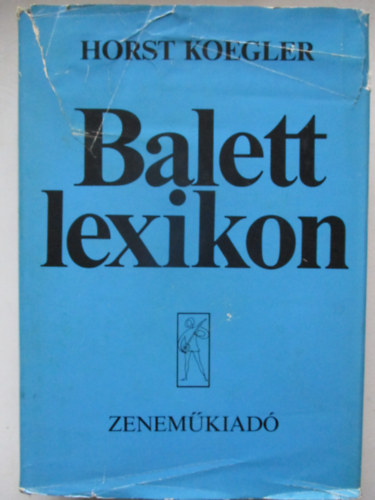 HORST KOEGLER
Balett
lexikon
ZENEMŰKIADÓ